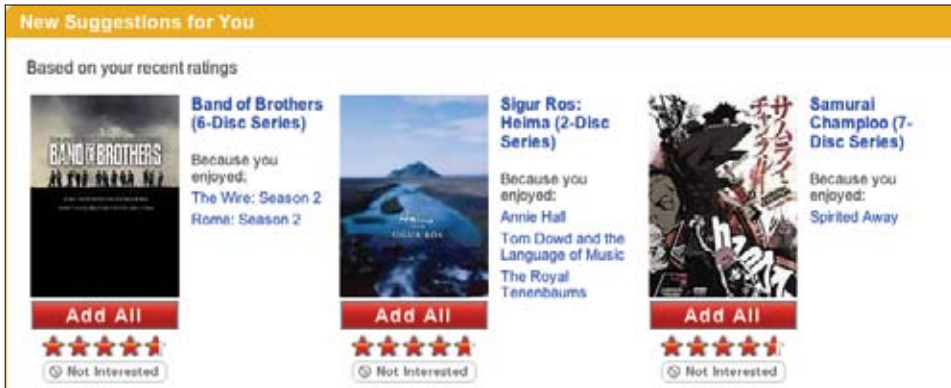 New Suggestions for You
Based on your recent ratings
BAND OF BROTHERS
Band of Brothers
(6-Disc Series)
Because you
enjoyed:
The Wire: Season 2
Rome: Season 2
Add All
Not Interested
Heima
SIGUR ROS
Sigur Ros:
Heima (2-Disc
Series)
Because you
enjoyed:
Annie Hall
Tom Dowd and the
Language of Music
The Royal
Tenenbaums
Add All
Not Interested
サムライ
チャンプルー
Samurai
Champloo (7-
Disc Series)
Because you
enjoyed:
Spirited Away
Add All
Not Interested